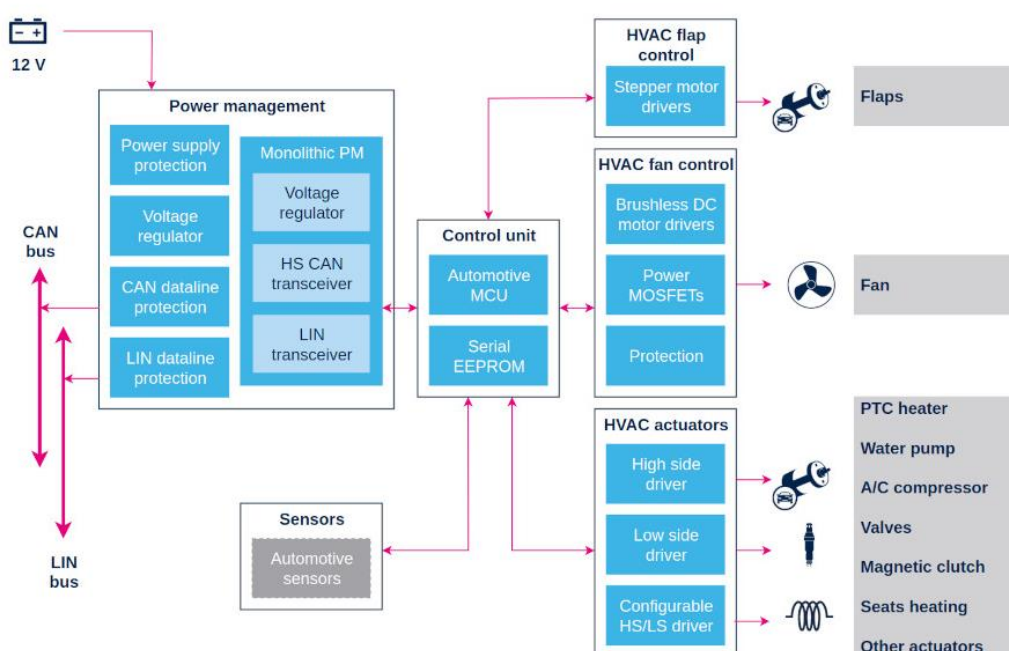 12 V
Power management
Power supply
protection
Voltage
regulator
CAN dataline
protection
LIN dataline
protection
Monolithic PM
Voltage
regulator
HS CAN
transceiver
LIN
transceiver
CAN
bus
LIN
bus
Control unit
Automotive
MCU
Serial
EEPROM
Sensors
Automotive
sensors
HVAC flap
control
Stepper motor
drivers
Flaps
HVAC fan control
Brushless DC
motor drivers
Power
MOSFETs
Protection
Fan
HVAC actuators
High side
driver
Low side
driver
Configurable
HS/LS driver
PTC heater
Water pump
A/C compressor
Valves
Magnetic clutch
Seats heating
Other actuators